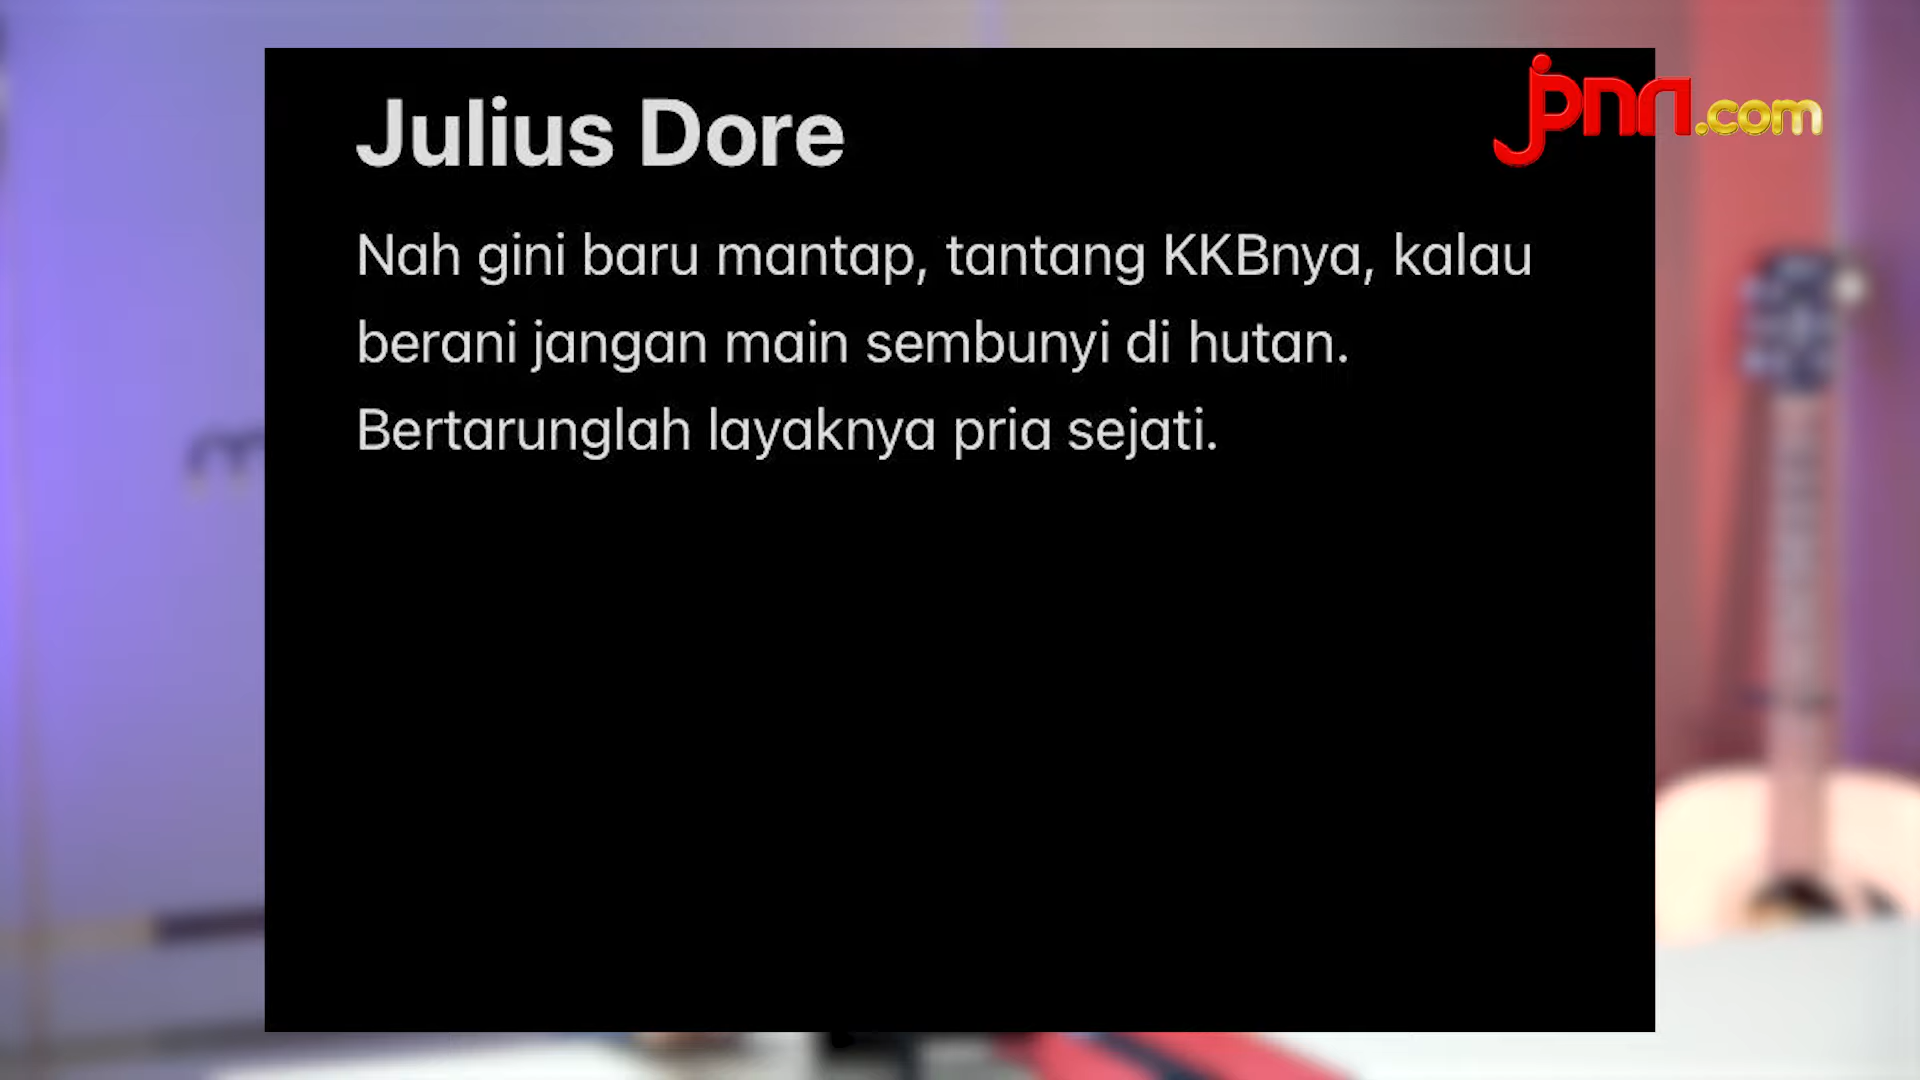 Julius Dore
jpnn.com
Nah gini baru mantap, tantang KKBnya, kalau
berani jangan main sembunyi di hutan.
Bertarunglah layaknya pria sejati.